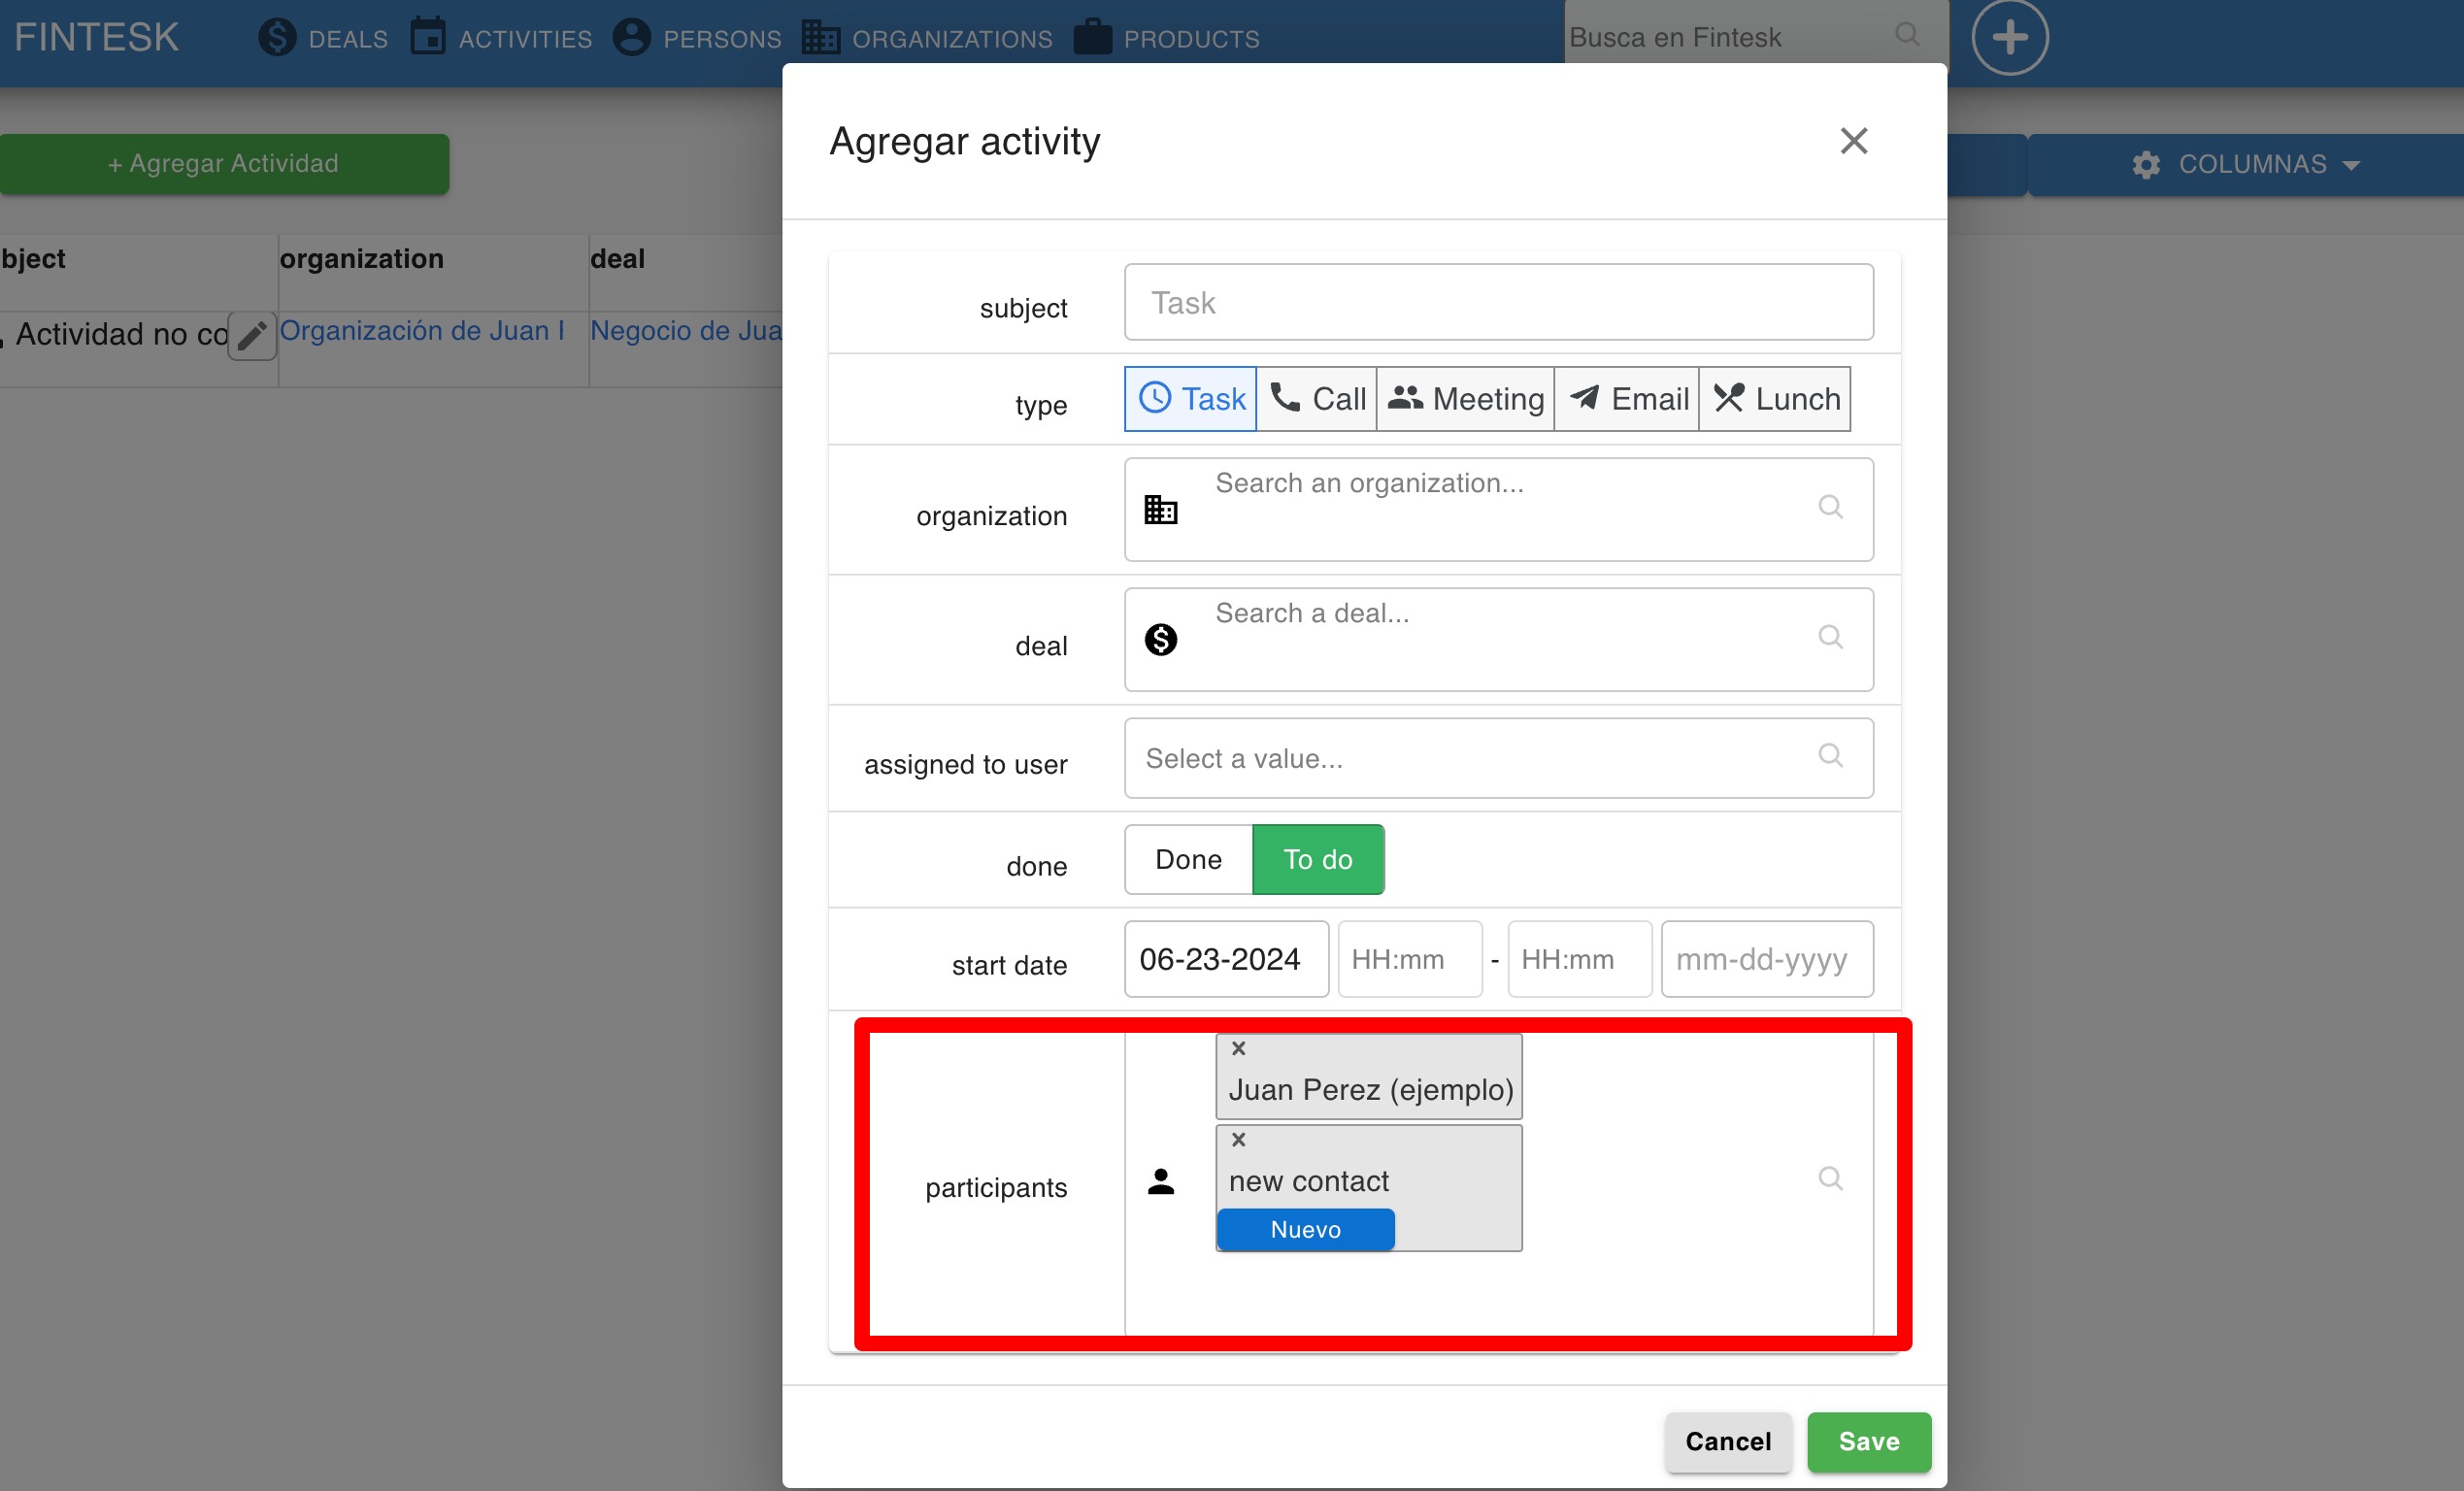 FINTESK
DEALS
ACTIVITIES
PERSONS
ORGANIZATIONS
PRODUCTS
Busca en Fintesk
Agregar activity
+ Agregar Actividad
COLUMNAS
bject
organization
deal
Actividad no co
Organización de Juan
Negocio de Jua
subject
Task
type
Task
Call
Meeting
Email
Lunch
organization
Search an organization...
deal
Search a deal...
assigned to user
Select a value...
done
Done
To do
start date
06-23-2024
HH:mm
-
HH:mm
mm-dd-yyyy
participants
×
Juan Perez (ejemplo)
×
new contact
Nuevo
Cancel
Save